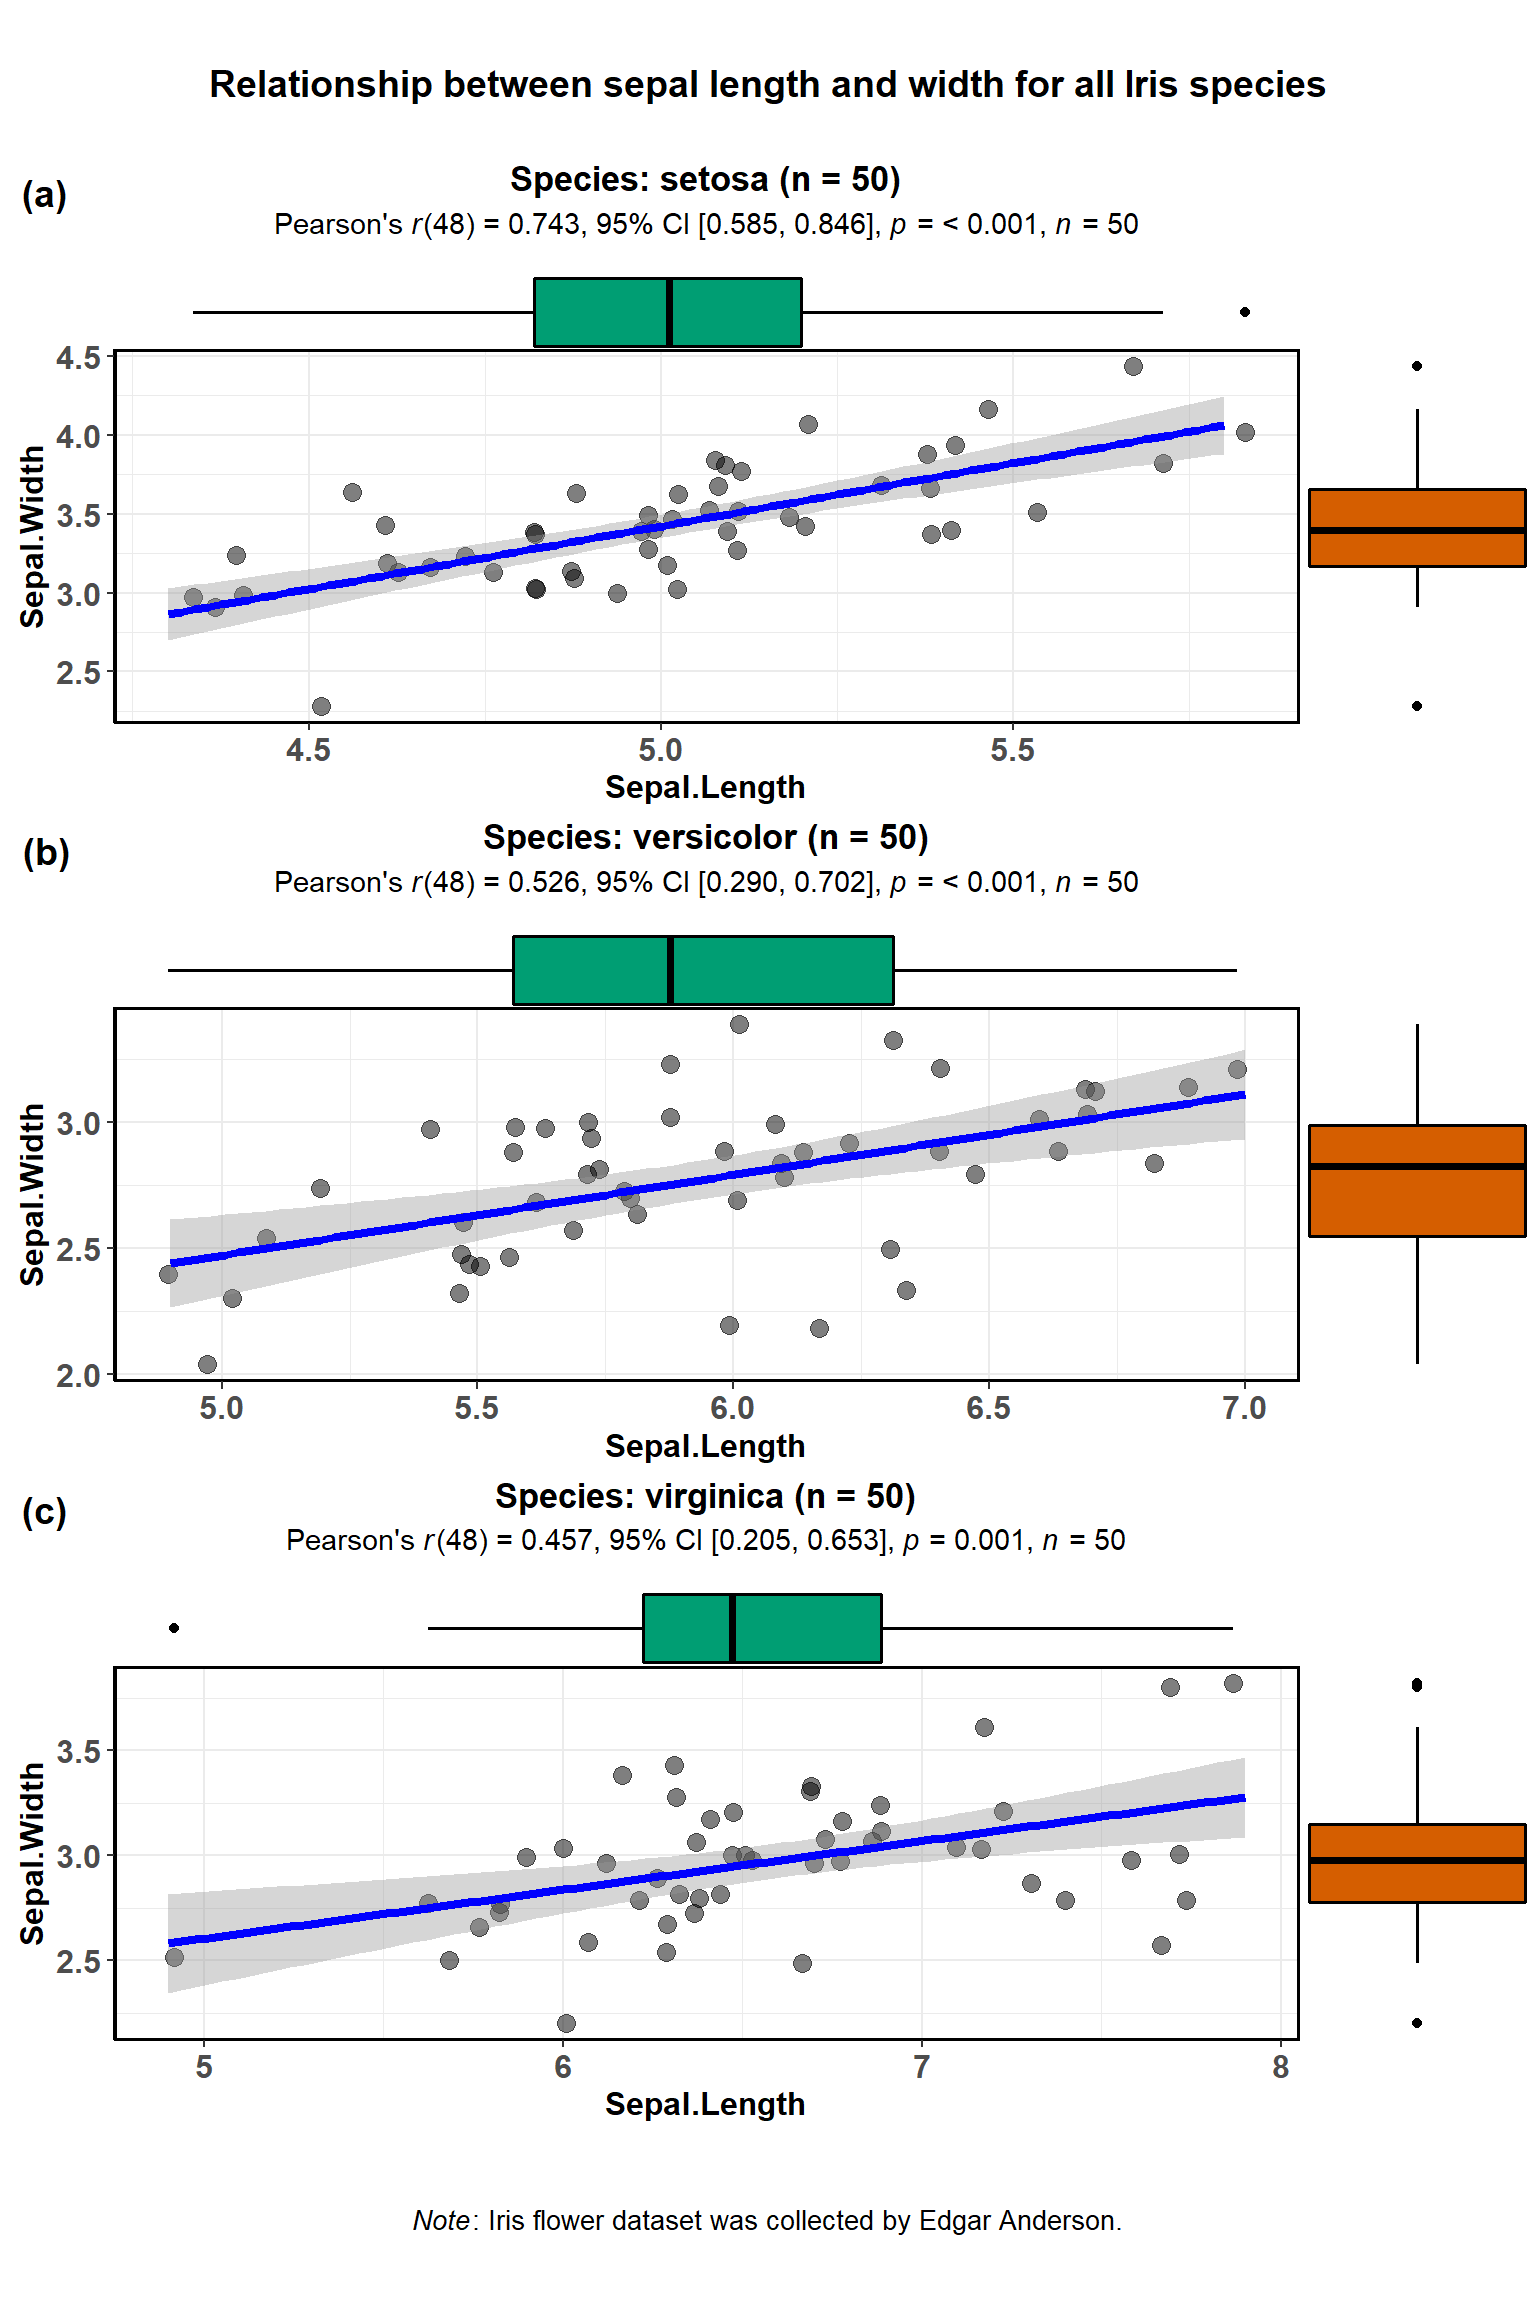 Relationship between sepal length and width for all Iris species
(a)
Species: setosa (n = 50)
Pearson's r(48) = 0.743, 95% CI [0.585, 0.846], p = < 0.001, n = 50
4.5
4.0
3.5
3.0
2.5
Sepal.Width
4.5 5.0 5.5
Sepal.Length
(b)
Species: versicolor (n = 50)
Pearson's r(48) = 0.526, 95% CI [0.290, 0.702], p = < 0.001, n = 50
3.0
2.5
2.0
Sepal.Width
5.0 5.5 6.0 6.5 7.0
Sepal.Length
(c)
Species: virginica (n = 50)
Pearson's r(48) = 0.457, 95% CI [0.205, 0.653], p = 0.001, n = 50
3.5
3.0
2.5
Sepal.Width
5 6 7 8
Sepal.Length
Note: Iris flower dataset was collected by Edgar Anderson.